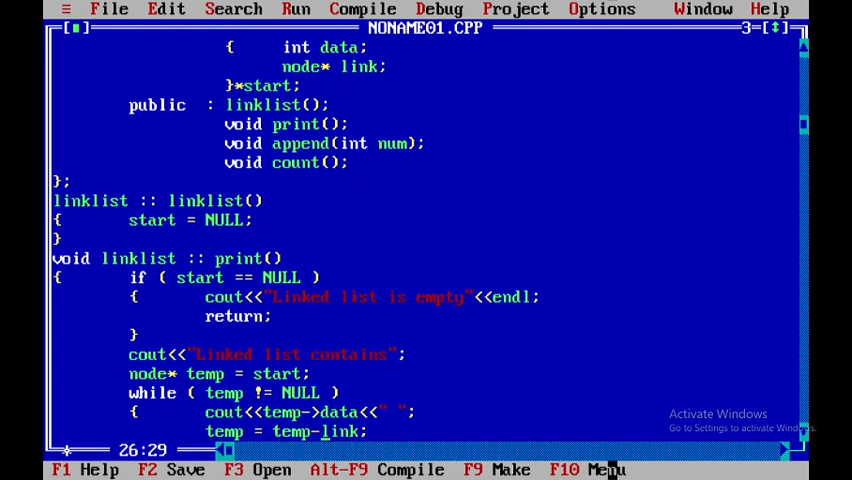 ≡ File Edit Search Run Compile Debug Project Options Window Help
[■] NONAME01.CPP 3=[↕]
{ int data;
node* link;
}*start;
public : linklist();
void print();
void append(int num);
void count();
};
linklist :: linklist()
{ start = NULL;
}
void linklist :: print()
{ if ( start == NULL )
{ cout<<"Linked list is empty"<<endl;
return;
}
cout<<"Linked list contains";
node* temp = start;
while ( temp != NULL )
{ cout<<temp->data<<" ";
temp = temp-link;
* 26:29
F1 Help F2 Save F3 Open Alt-F9 Compile F9 Make F10 Menu
Activate Windows
Go to Settings to activate Windows.